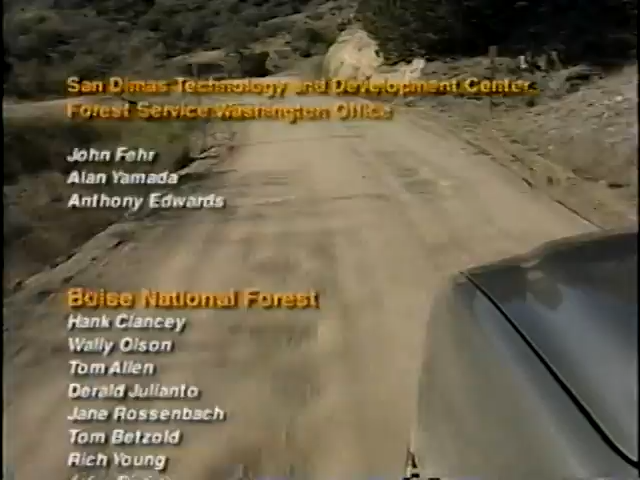 San Dimas Technology and Development Center
Forest Service Washington Office
John Fehr
Alan Yamada
Anthony Edwards
Boise National Forest
Hank Clancey
Wally Olson
Tom Allen
Derald Julianto
Jane Rossenbach
Tom Betzold
Rich Young